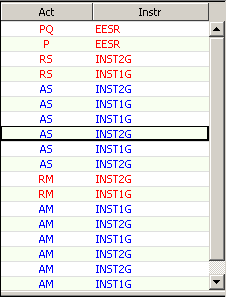 Act Instr
PQ EESR
P EESR
RS INST2G
RS INST1G
AS INST2G
AS INST1G
AS INST1G
AS INST2G
AS INST1G
AS INST2G
RM INST2G
RM INST1G
AM INST1G
AM INST2G
AM INST1G
AM INST2G
AM INST2G
AM INST1G